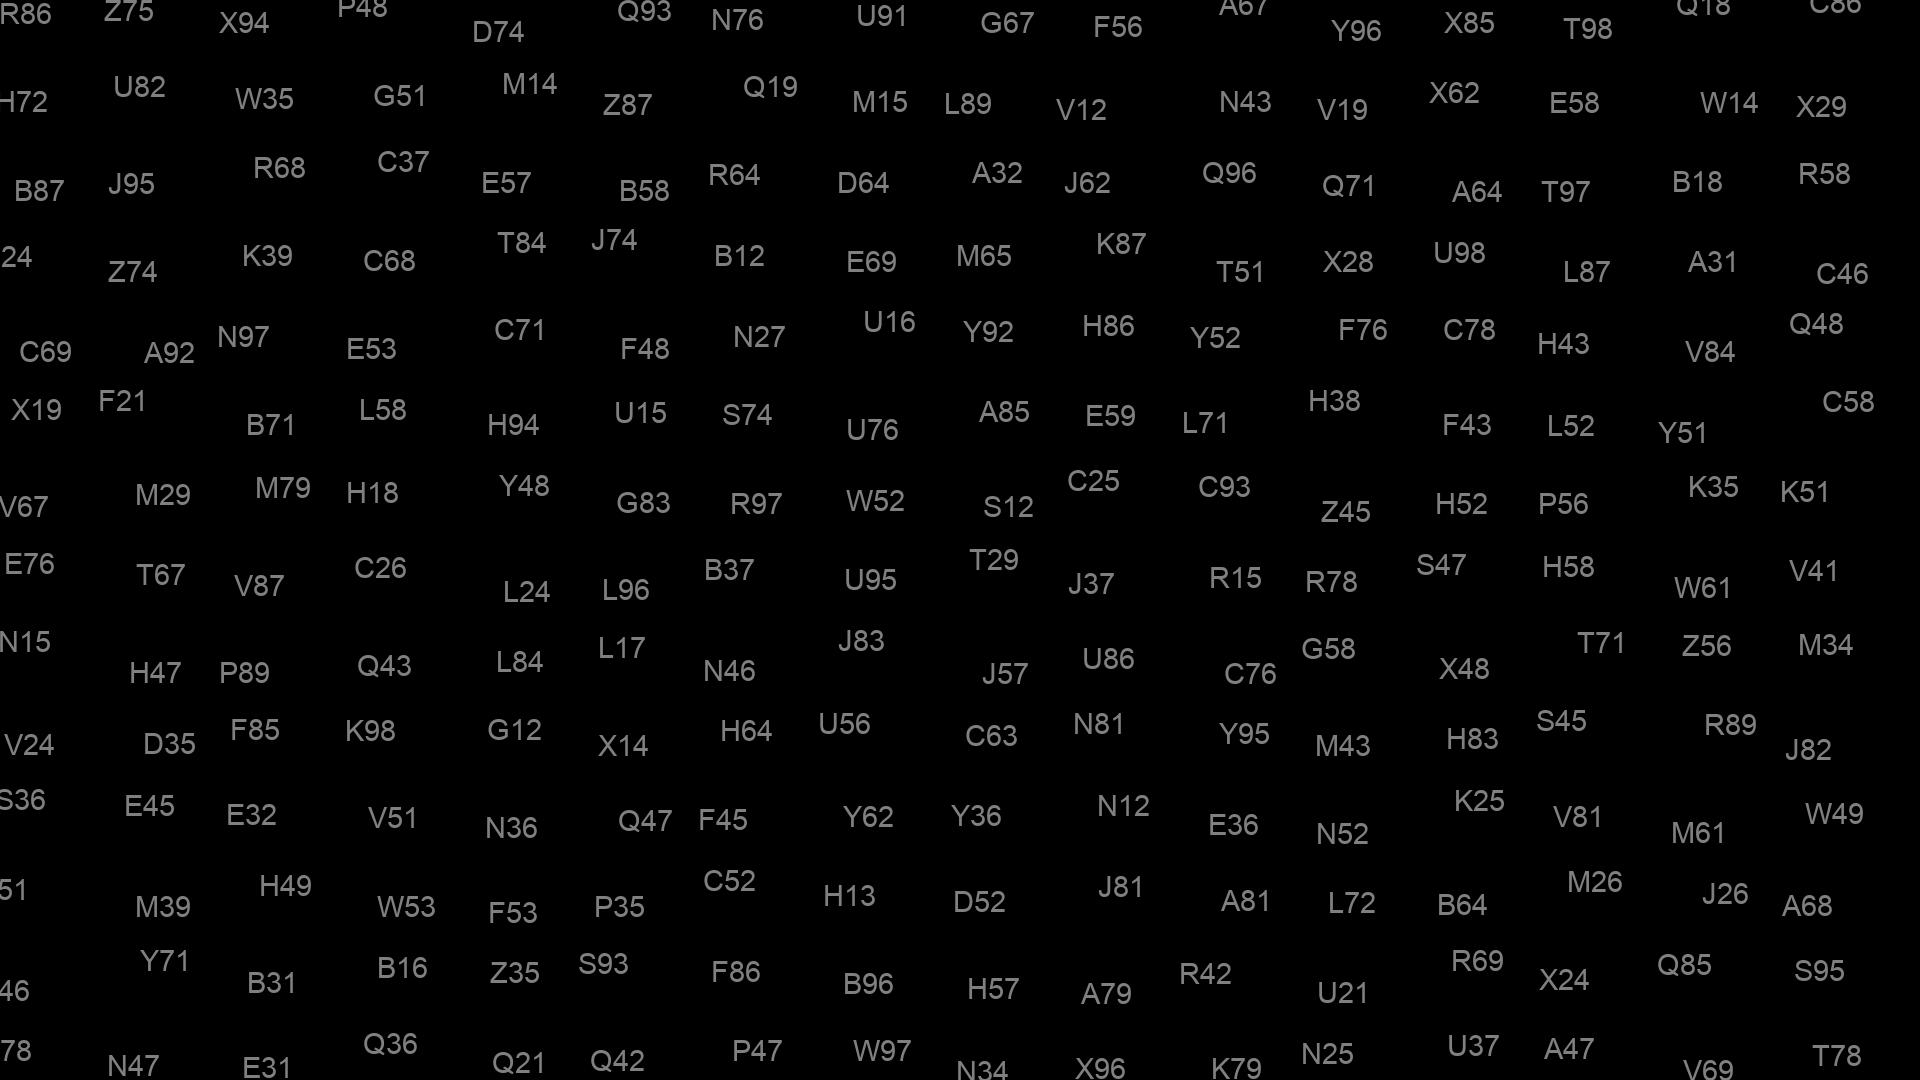 R86 Z75 X94 P48 D74 Q93 N76 U91 G67 F56 A67 Y96 X85 T98 Q18 C86
H72 U82 W35 G51 M14 Z87 Q19 M15 L89 V12 N43 V19 X62 E58 W14 X29
B87 J95 R68 C37 E57 B58 R64 D64 A32 J62 Q96 Q71 A64 T97 B18 R58
24 Z74 K39 C68 T84 J74 B12 E69 M65 K87 T51 X28 U98 L87 A31 C46
C69 A92 N97 E53 C71 F48 N27 U16 Y92 H86 Y52 F76 C78 H43 V84 Q48
X19 F21 B71 L58 H94 U15 S74 U76 A85 E59 L71 H38 F43 L52 Y51 C58
V67 M29 M79 H18 Y48 G83 R97 W52 S12 C25 C93 Z45 H52 P56 K35 K51
E76 T67 V87 C26 L24 L96 B37 U95 T29 J37 R15 R78 S47 H58 W61 V41
N15 H47 P89 Q43 L84 L17 N46 J83 J57 U86 C76 G58 X48 T71 Z56 M34
V24 D35 F85 K98 G12 X14 H64 U56 C63 N81 Y95 M43 H83 S45 R89 J82
S36 E45 E32 V51 N36 Q47 F45 Y62 Y36 N12 E36 N52 K25 V81 M61 W49
51 M39 H49 W53 F53 P35 C52 H13 D52 J81 A81 L72 B64 M26 J26 A68
46 Y71 B31 B16 Z35 S93 F86 B96 H57 A79 R42 U21 R69 X24 Q85 S95
78 N47 E31 Q36 Q21 Q42 P47 W97 N34 X96 K79 N25 U37 A47 V69 T78